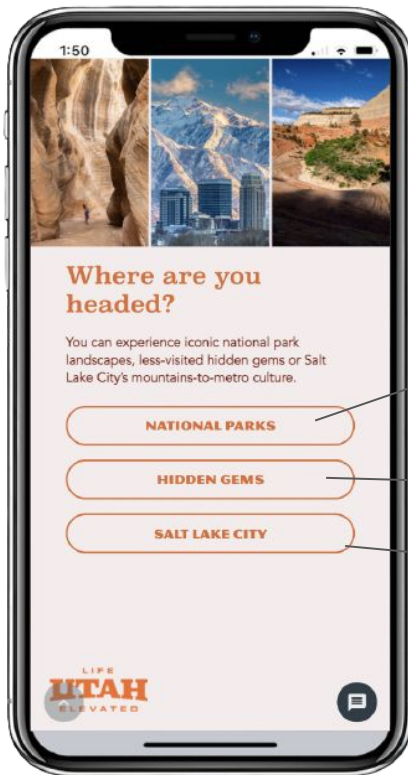 1:50
Where are you
headed?
You can experience iconic national park
landscapes, less-visited hidden gems or Salt
Lake City's mountains-to-metro culture.
NATIONAL PARKS
HIDDEN GEMS
SALT LAKE CITY
LIFE
UTAH
ELEVATED